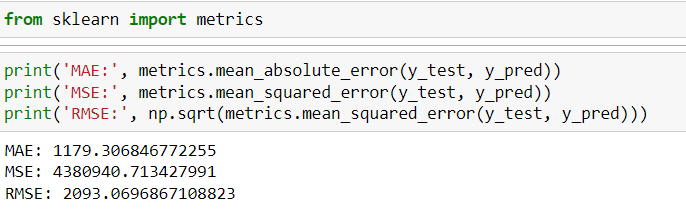 from sklearn import metrics
print('MAE:', metrics.mean_absolute_error(y_test, y_pred))
print('MSE:', metrics.mean_squared_error(y_test, y_pred))
print('RMSE:', np.sqrt(metrics.mean_squared_error(y_test, y_pred)))
MAE: 1179.306846772255
MSE: 4380940.713427991
RMSE: 2093.0696867108823